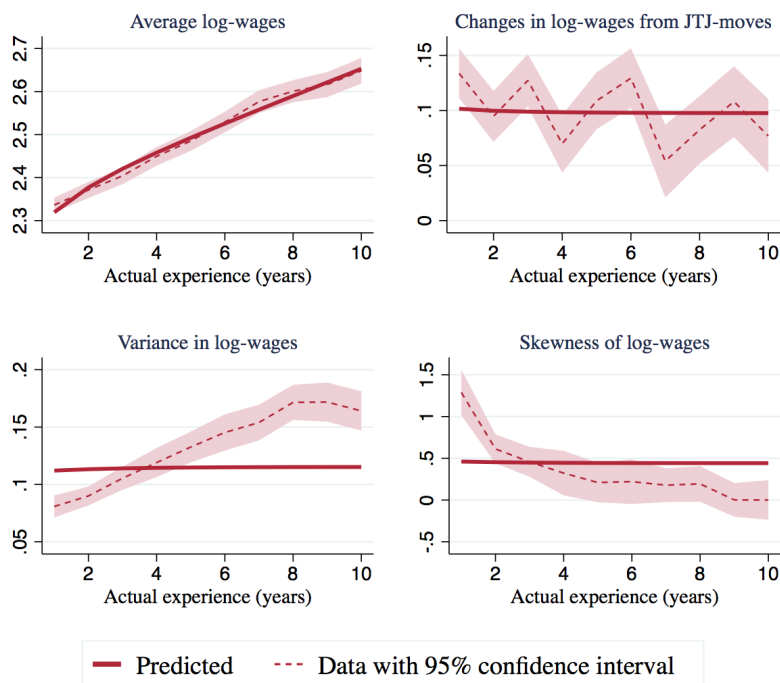 Average log-wages
2.7
2.6
2.5
2.4
2.3
2 4 6 8 10
Actual experience (years)
Changes in log-wages from JTJ-moves
.15
.1
.05
0
2 4 6 8 10
Actual experience (years)
Variance in log-wages
.2
.15
.1
.05
2 4 6 8 10
Actual experience (years)
Skewness of log-wages
1.5
1
.5
0
-.5
2 4 6 8 10
Actual experience (years)
Predicted
Data with 95% confidence interval